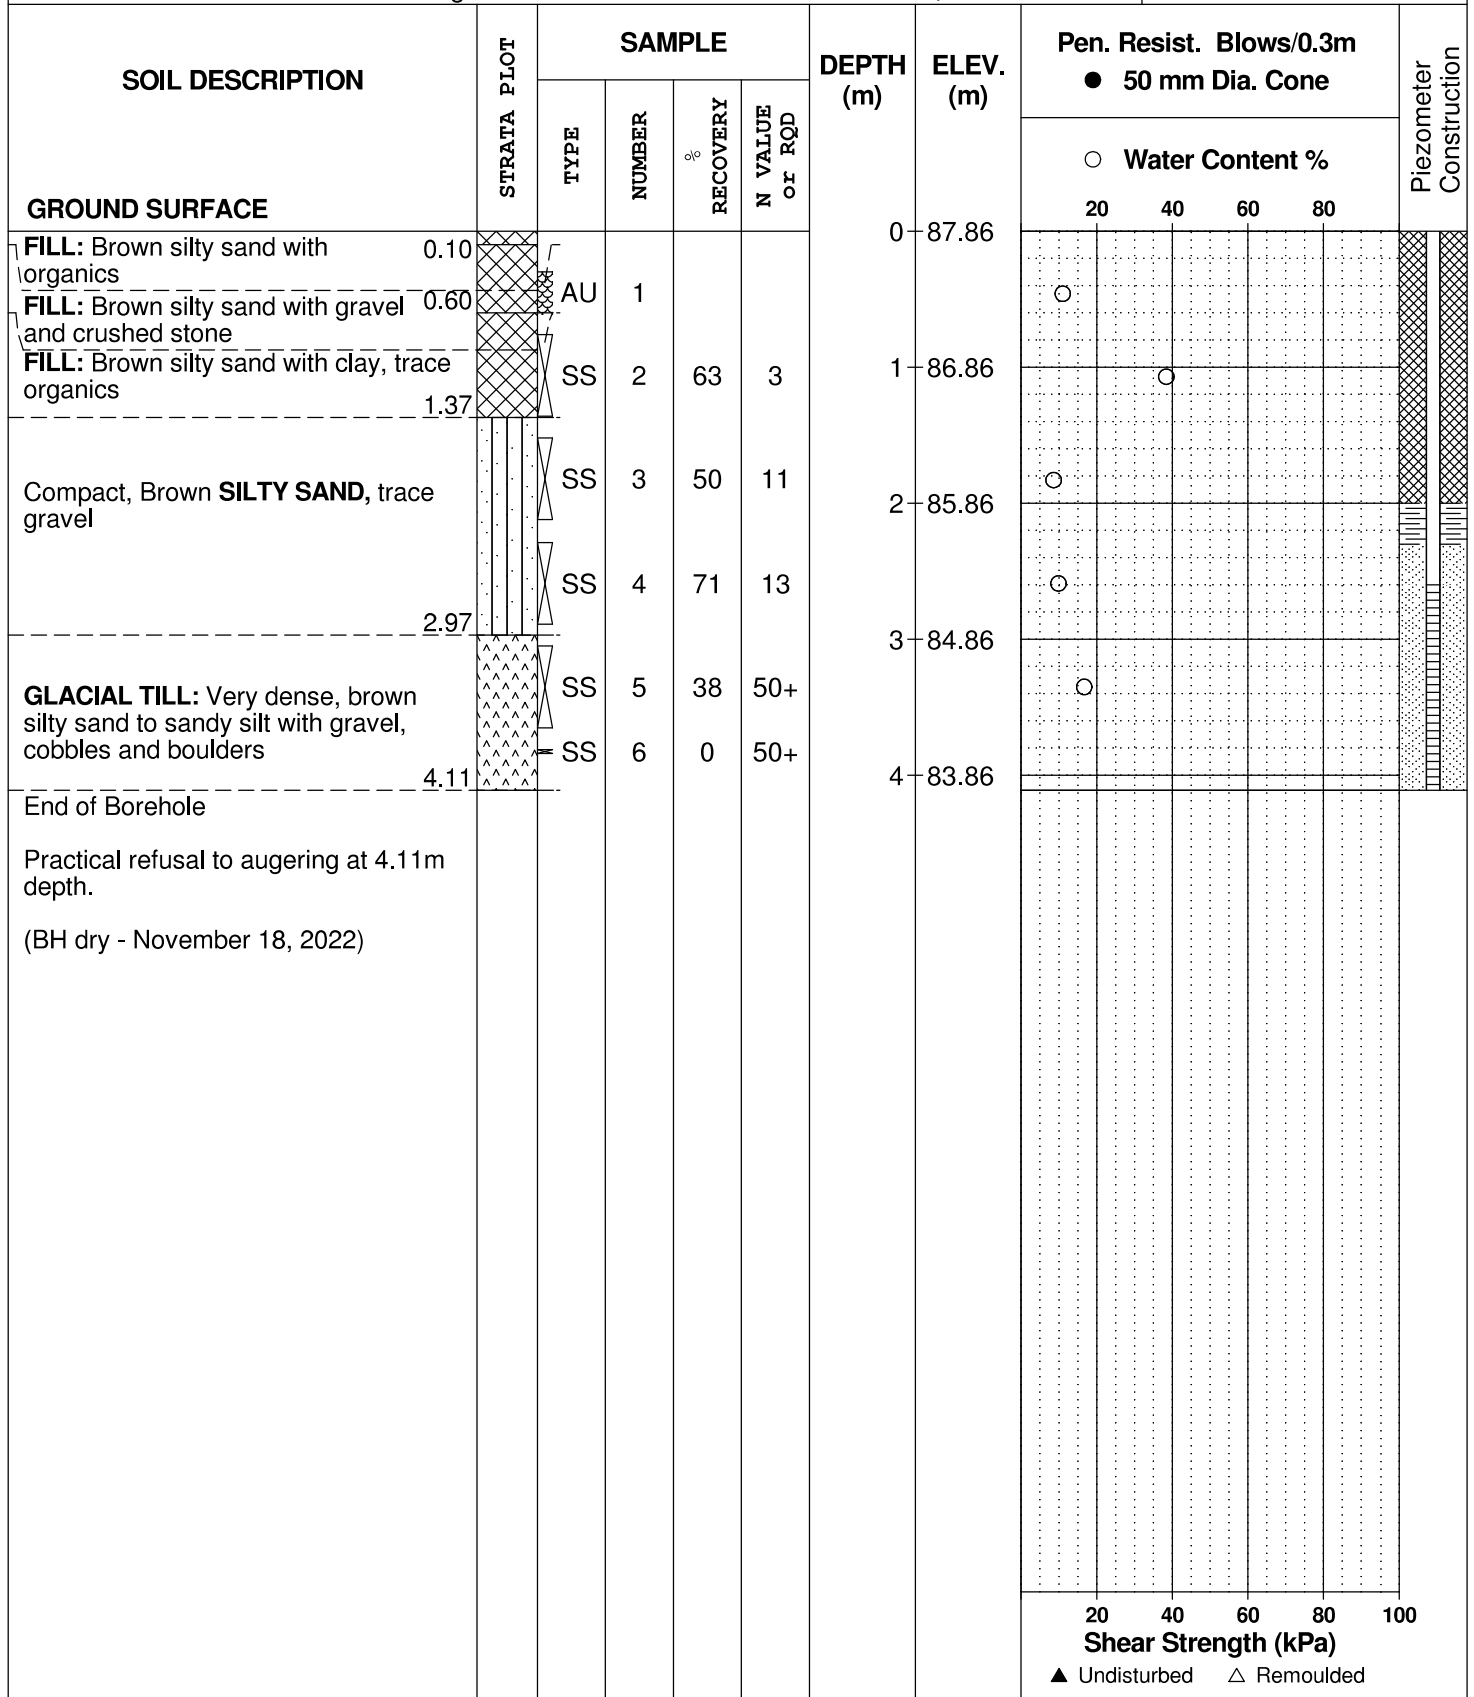 SOIL DESCRIPTION
GROUND SURFACE
STRATA PLOT
SAMPLE
TYPE
NUMBER
%
RECOVERY
N VALUE
or RQD
DEPTH
(m)
ELEV.
(m)
Pen. Resist. Blows/0.3m
● 50 mm Dia. Cone
○ Water Content %
20 40 60 80
Piezometer
Construction
0 87.86
FILL: Brown silty sand with 0.10
organics
FILL: Brown silty sand with gravel 0.60
and crushed stone
AU 1
FILL: Brown silty sand with clay, trace
organics
1.37
SS 2 63 3
1 86.86
Compact, Brown SILTY SAND, trace
gravel
SS 3 50 11
2 85.86
SS 4 71 13
2.97
3 84.86
GLACIAL TILL: Very dense, brown
silty sand to sandy silt with gravel,
cobbles and boulders
4.11
SS 5 38 50+
SS 6 0 50+
4 83.86
End of Borehole
Practical refusal to augering at 4.11m
depth.
(BH dry - November 18, 2022)
20 40 60 80 100
Shear Strength (kPa)
▲ Undisturbed △ Remoulded